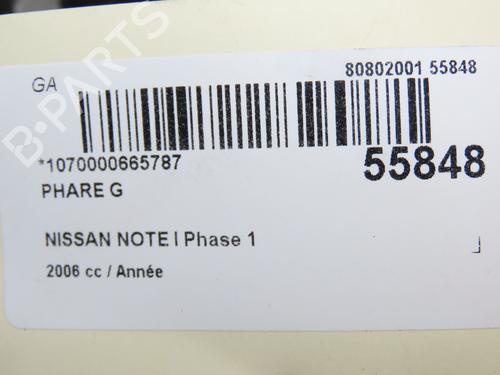 GA
80802001 55848
*1070000665787
55848
PHARE G
NISSAN NOTE I Phase 1
2006 cc / Année
B-PARTS